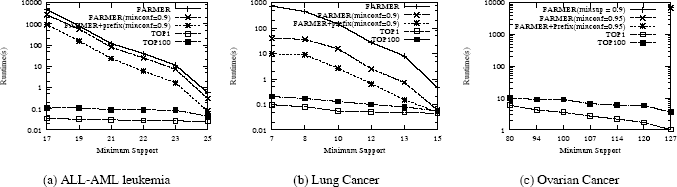 10000
1000
100
10
1
0.1
0.01
Runtime(s)
FARMER
FARMER(minconf=0.9)
FARMER+prefix(minconf=0.9)
TOP1
TOP100
17 19 21 22 23 25
Minimum Support
(a) ALL-AML leukemia
1000
100
10
1
0.1
0.01
Runtime(s)
FARMER
FARMER(minconf=0.9)
FARMER+prefix(minconf=0.9)
TOP1
TOP100
7 8 10 12 13 15
Minimum Support
(b) Lung Cancer
10000
1000
100
10
1
Runtime(s)
FARMER(minsup = 0.9)
FARMER(minconf=0.95)
FARMER+Prefix(minconf=0.95)
TOP1
TOP100
80 94 100 107 114 120 127
Minimum Support
(c) Ovarian Cancer